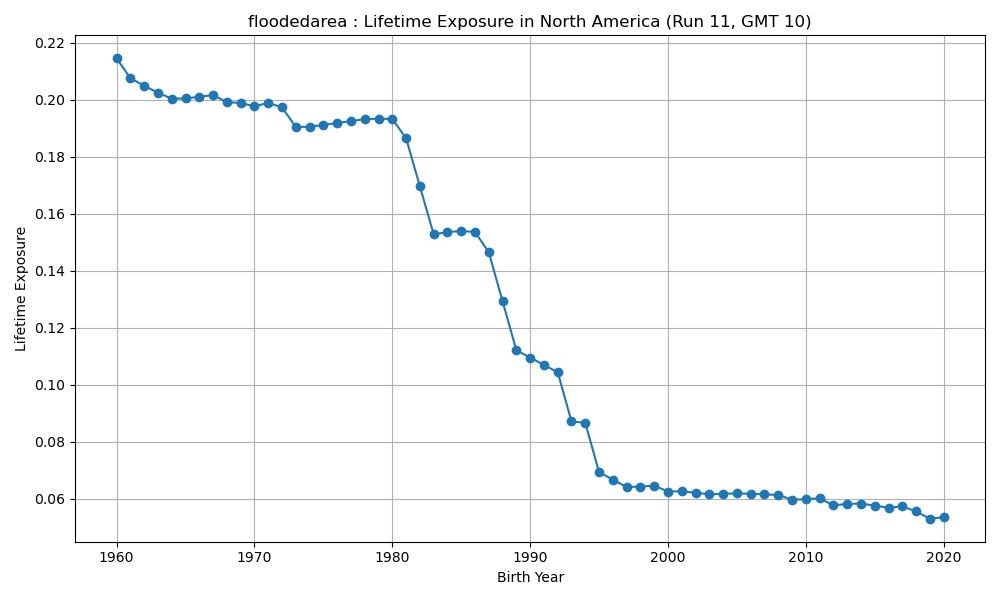 floodedarea : Lifetime Exposure in North America (Run 11, GMT 10)
0.22
0.20
0.18
0.16
0.14
0.12
0.10
0.08
0.06
Lifetime Exposure
1960 1970 1980 1990 2000 2010 2020
Birth Year